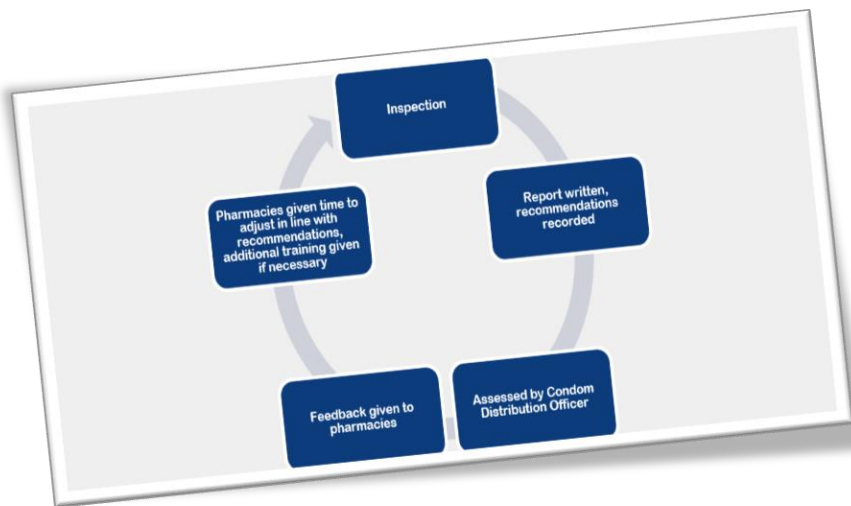 Inspection
Report written,
recommendations
recorded
Assessed by Condom
Distribution Officer
Feedback given to
pharmacies
Pharmacies given time to
adjust in line with
recommendations,
additional training given
if necessary